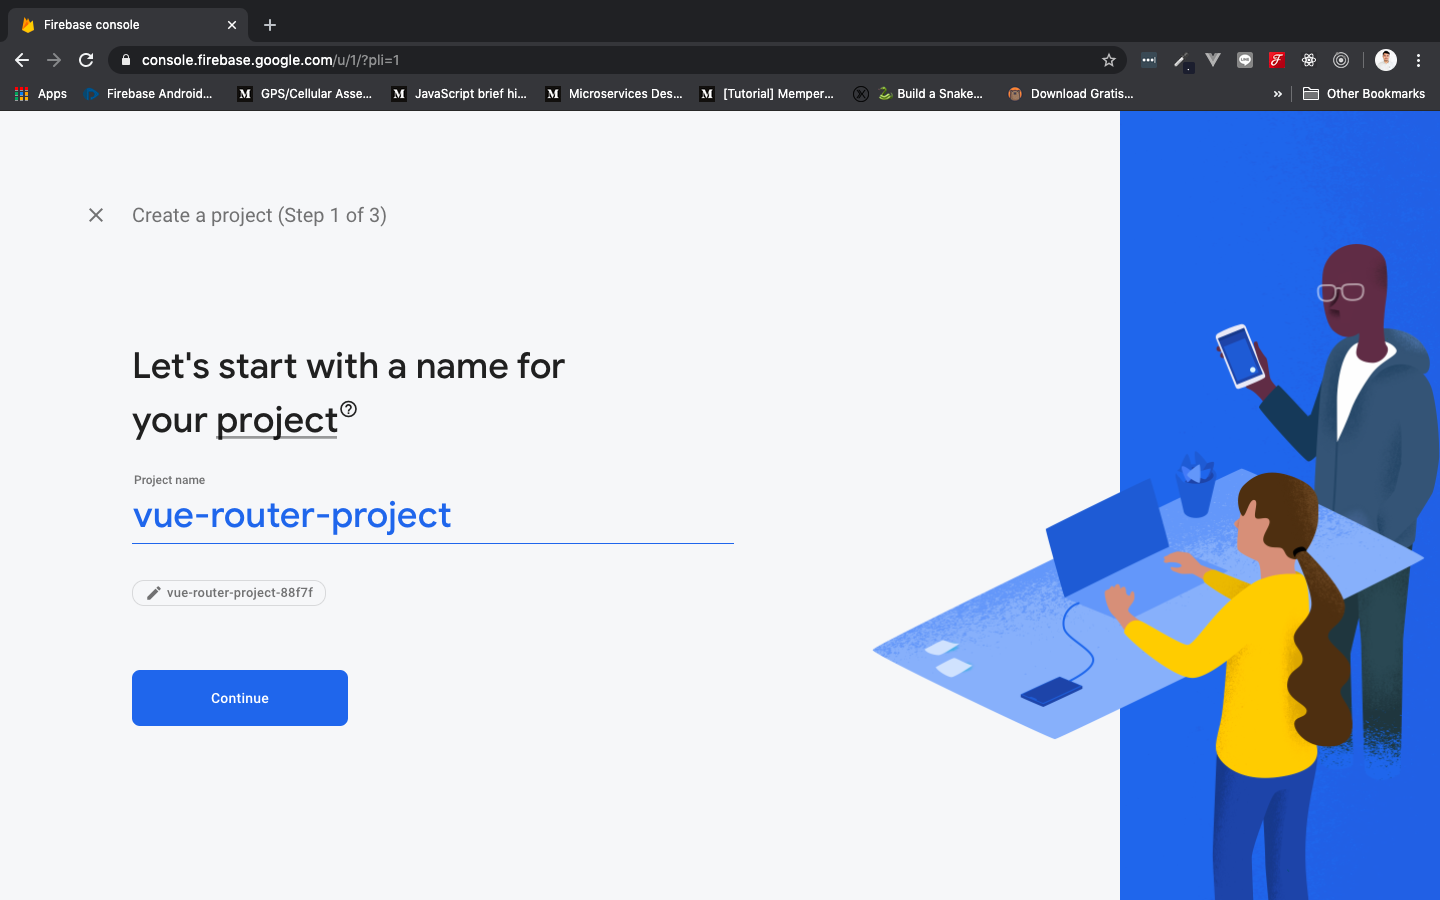 Firebase console
console.firebase.google.com/u/1/?pli=1
Apps
Firebase Android...
GPS/Cellular Asse...
JavaScript brief hi...
Microservices Des...
[Tutorial] Memper...
Build a Snake...
Download Gratis...
Other Bookmarks
Create a project (Step 1 of 3)
Let's start with a name for
your project
Project name
vue-router-project
vue-router-project-88f7f
Continue